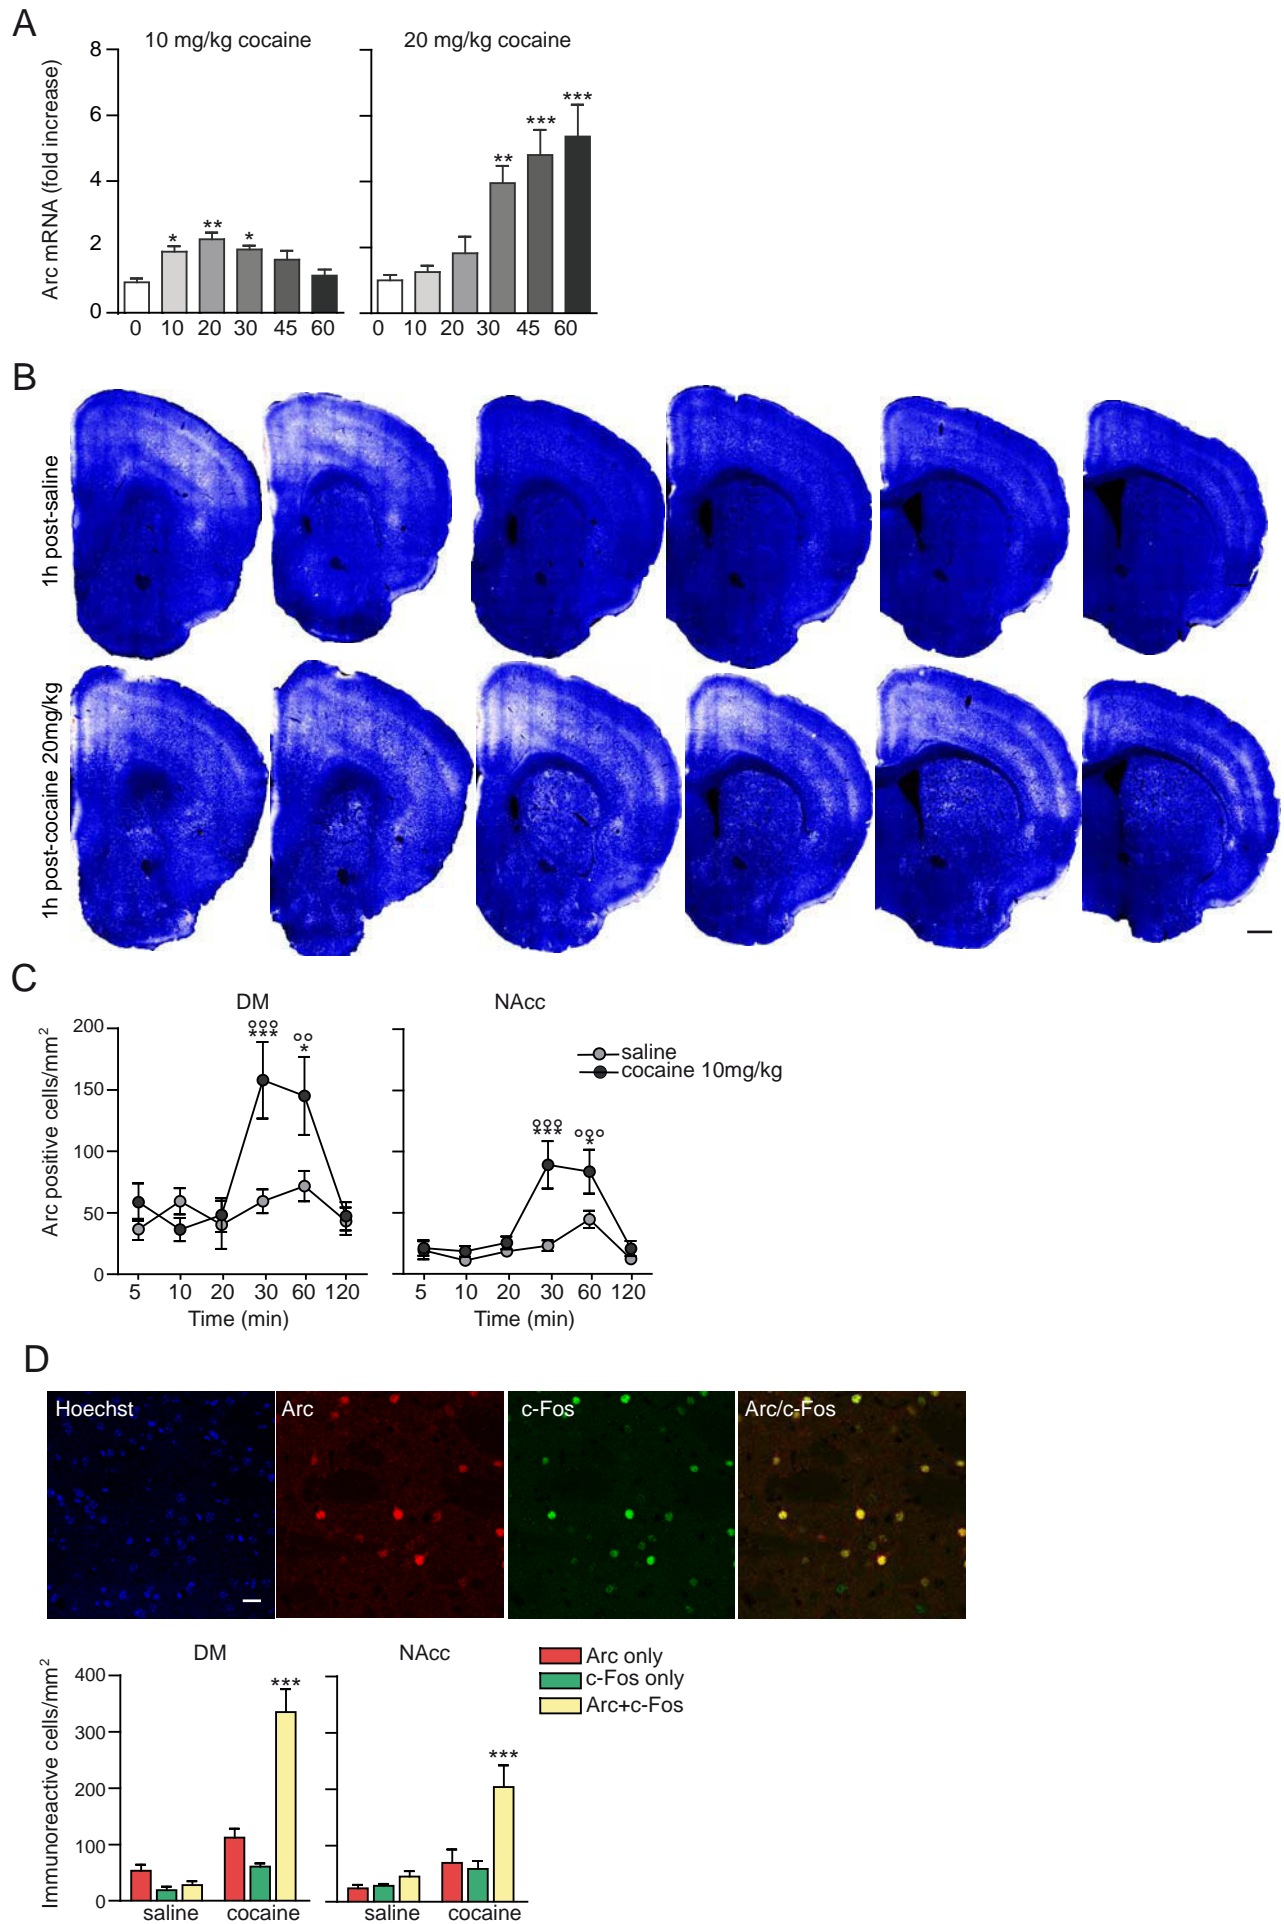 A
10 mg/kg cocaine
20 mg/kg cocaine
Arc mRNA (fold increase)
8
6
4
2
0
*
**
*
**
***
***
0 10 20 30 45 60
0 10 20 30 45 60
B
1h post-saline
1h post-cocaine 20mg/kg
C
DM
NAcc
Arc positive cells/mm²
200
150
100
50
0
°°°
***
°°
*
°°°
***
°°°
*
saline
cocaine 10mg/kg
5 10 20 30 60 120
5 10 20 30 60 120
Time (min)
Time (min)
D
Hoechst
Arc
c-Fos
Arc/c-Fos
DM
NAcc
Arc only
c-Fos only
Arc+c-Fos
Immunoreactive cells/mm²
400
300
200
100
0
***
***
saline cocaine
saline cocaine